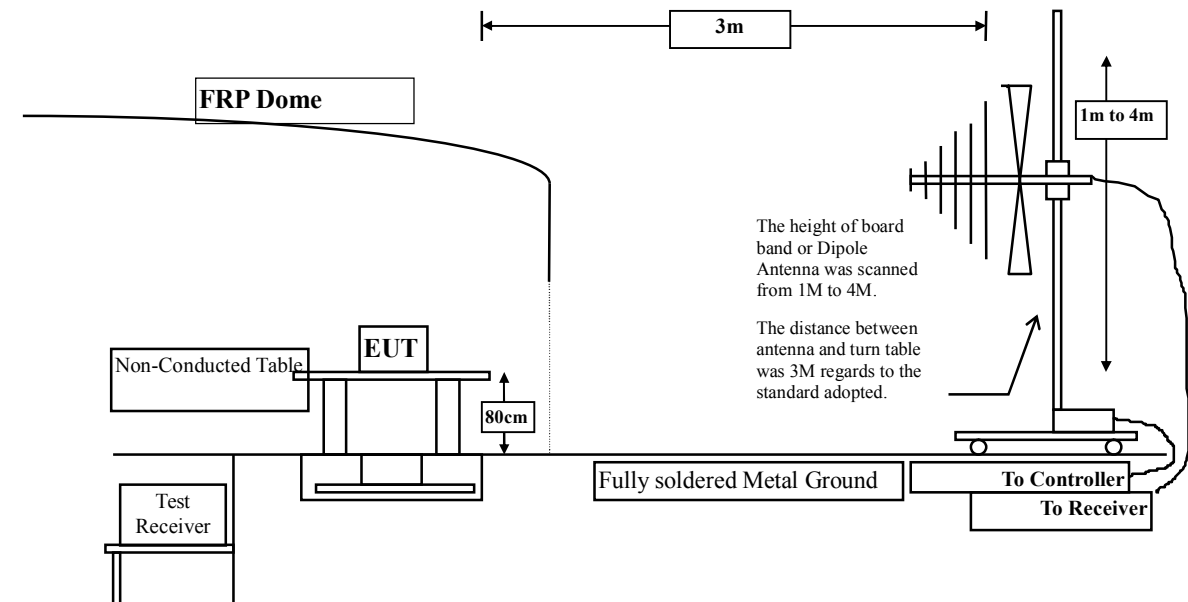 3m
FRP Dome
1m to 4m
The height of board
band or Dipole
Antenna was scanned
from 1M to 4M.
The distance between
antenna and turn table
was 3M regards to the
standard adopted.
EUT
Non-Conducted Table
80cm
Fully soldered Metal Ground
To Controller
To Receiver
Test
Receiver